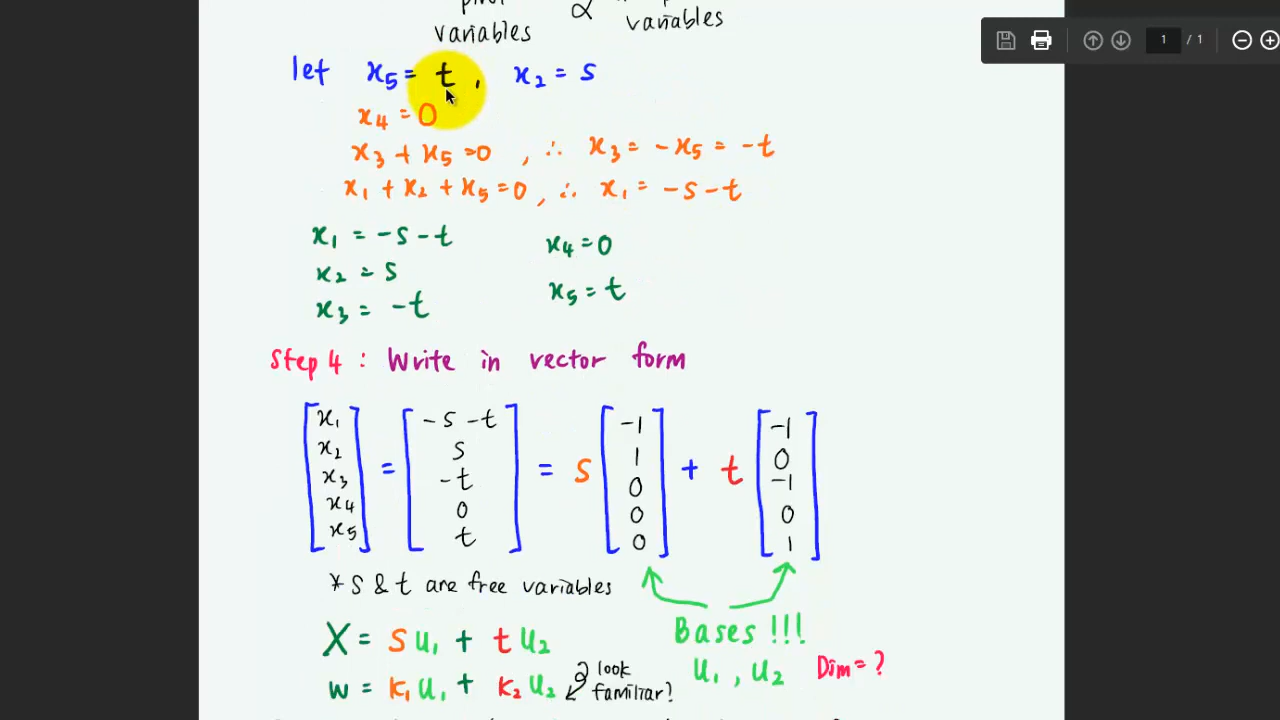 variables & variables
1 / 1
let x₅ = t, x₂ = s
x₄ = 0
x₃ + x₅ = 0, ∴ x₃ = -x₅ = -t
x₁ + x₂ + x₅ = 0, ∴ x₁ = -s - t
x₁ = -s - t x₄ = 0
x₂ = s
x₅ = t
x₃ = -t
Step 4 : Write in vector form
[x₁ x₂ x₃ x₄ x₅] = [-s -t s -t 0 t] = s [-1 1 0 0 0] + t [-1 0 -1 0 1]
* s & t are free variables
Bases !!!
X = s u₁ + t u₂
u₁ , u₂ Dim = ?
w = k₁ u₁ + k₂ u₂
look
familiar?